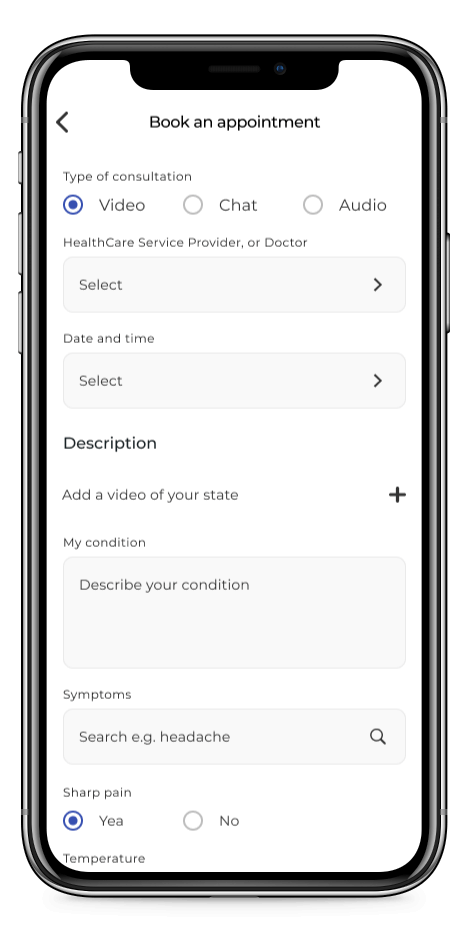 Book an appointment
Type of consultation
Video Chat Audio
HealthCare Service Provider, or Doctor
Select
Date and time
Select
Description
Add a video of your state
My condition
Describe your condition
Symptoms
Search e.g. headache
Sharp pain
Yea No
Temperature